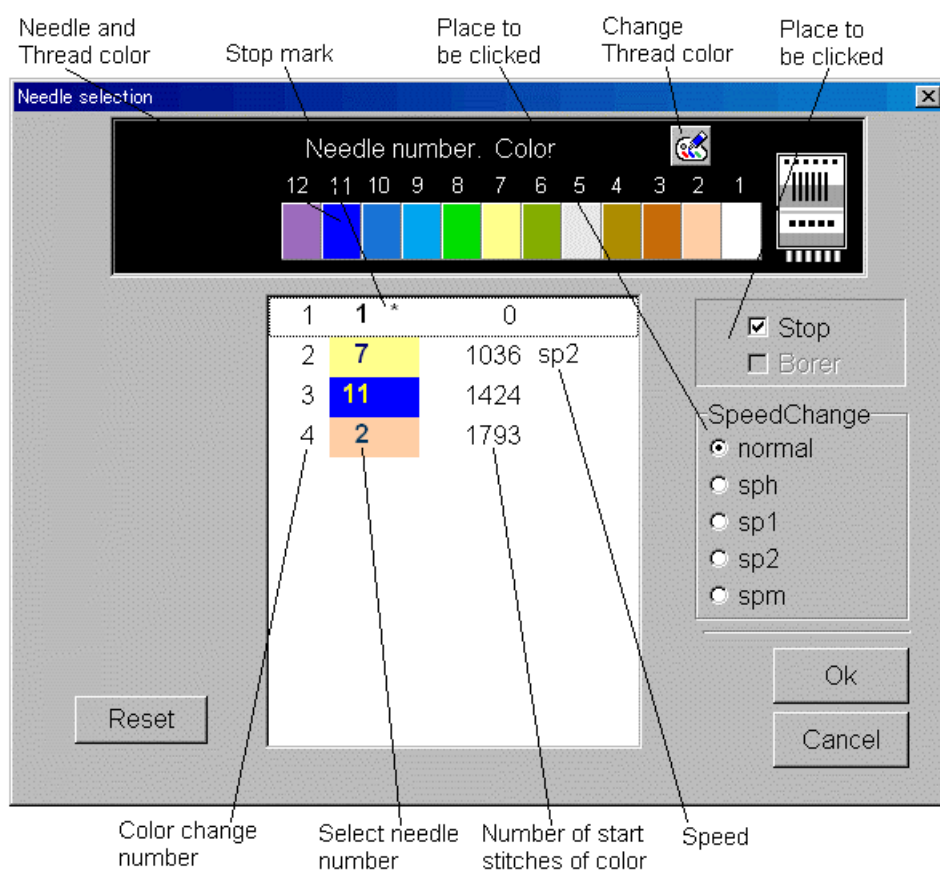 Needle and
Thread color
Stop mark
Place to
be clicked
Change
Thread color
Place to
be clicked
Needle selection
Needle number. Color
12 11 10 9 8 7 6 5 4 3 2 1
1 1 * 0
2 7 1036 sp2
3 11 1424
4 2 1793
Stop
Borer
SpeedChange
normal
sph
sp1
sp2
spm
Ok
Reset
Cancel
Color change
number
Select needle
number
Number of start
stitches of color
Speed